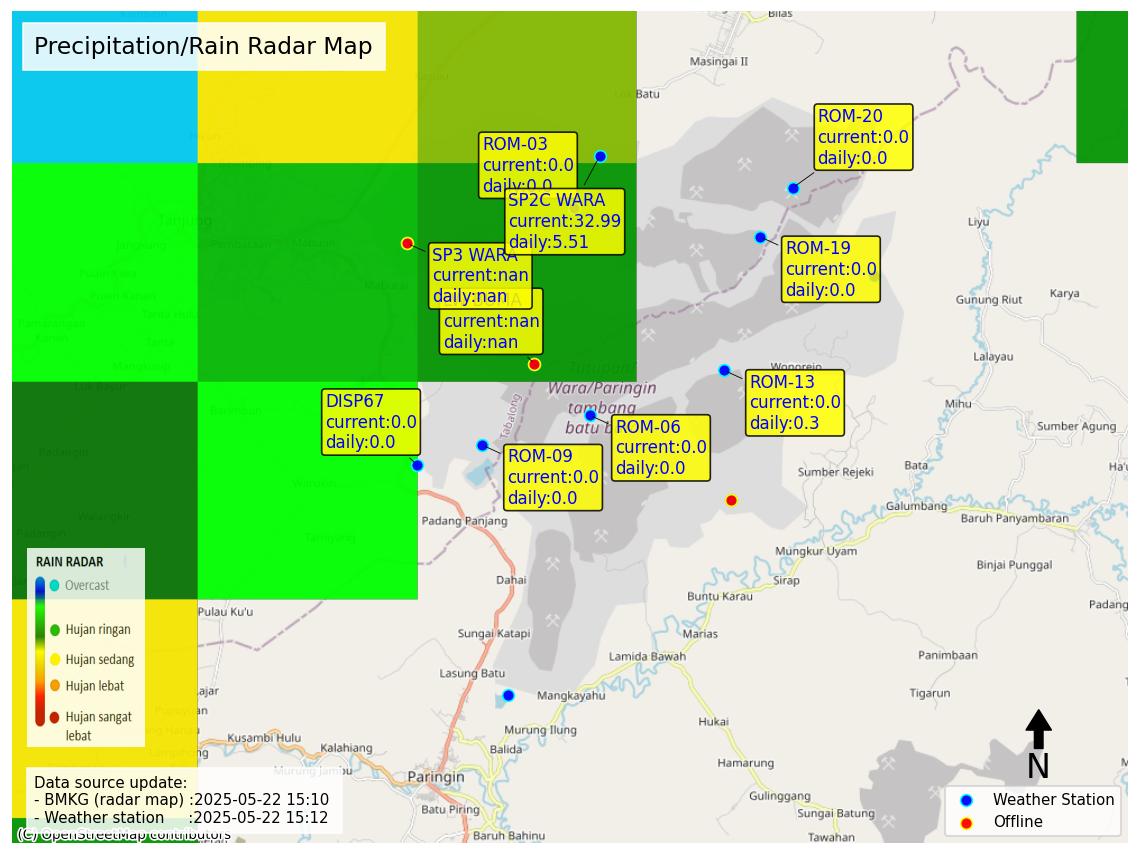 Precipitation/Rain Radar Map
Bilas
Masingai II
Batu
ROM-20
current:0.0
daily:0.0
ROM-03
current:0.0
daily:0.0
SP2C WARA
current:32.99
daily:5.51
Tanjung
Liyu
ROM-19
current:0.0
daily:0.0
SP3 WARA
current:nan
daily:nan
current:nan
daily:nan
Maburai
Gunung Riut
Karya
Lalayau
Tutupan/
Wara/Paringin
tambang
batu b
Wonorejo
ROM-13
current:0.0
daily:0.3
Mihu
DISP67
current:0.0
daily:0.0
Tabalong
ROM-06
current:0.0
daily:0.0
Sumber Agung
ROM-09
current:0.0
daily:0.0
Sumber Rejeki
Bata
Ha'u
Galumbang
Baruh Panyambaran
Padang Panjang
Mungkur Uyam
Binjai Punggal
RAIN RADAR
Overcast
Hujan ringan
Hujan sedang
Hujan lebat
Hujan sangat
lebat
Dahai
Sirap
Buntu Karau
Padang
Pulau Ku'u
Sungai Katapi
Marias
Lamida Bawah
Panimbaan
Lasung Batu
Mangkayahu
Tigarun
Murung Ilung
Hukai
Kusambi Hulu
Kalahiang
Balida
Hamarung
Murung Jambu
Paringin
Gulinggang
Batu Piring
Sungai Batung
Baruh Bahinu
Tawahan
N
Data source update:
- BMKG (radar map) :2025-05-22 15:10
- Weather station :2025-05-22 15:12
Weather Station
Offline
(C) OpenStreetMap contributors